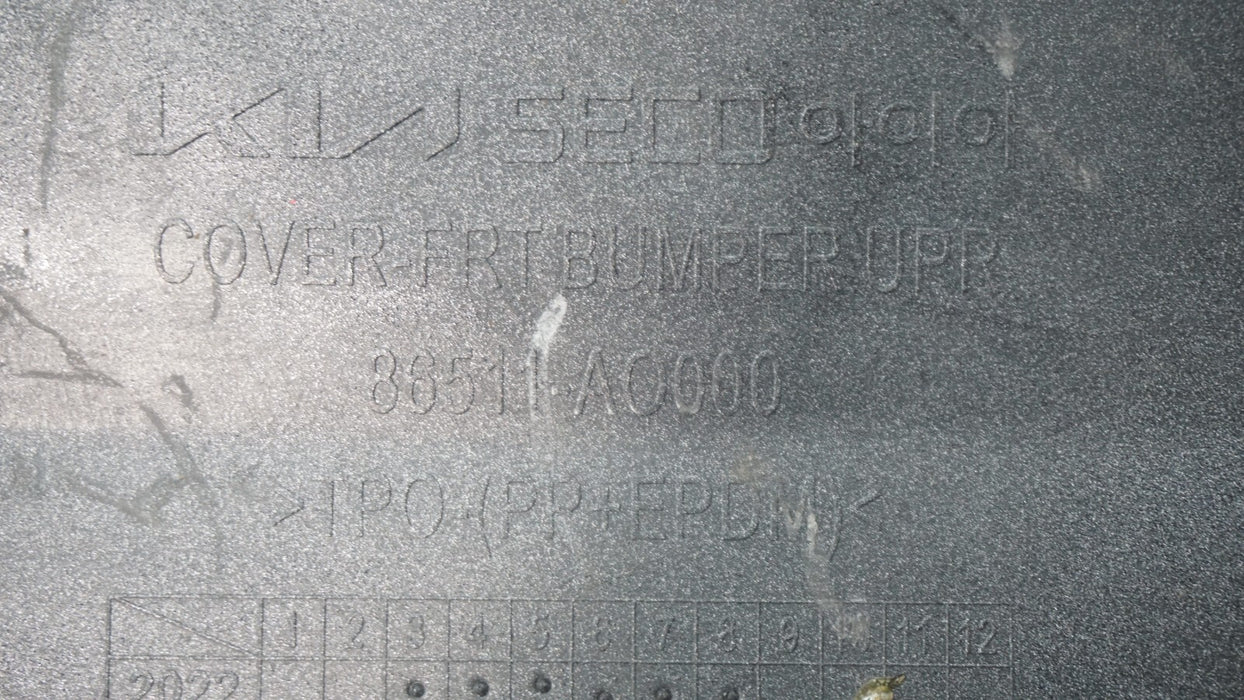 KIA SECO
COVER-FRT BUMPER UPR
86511-AO000
>TPO-(PP+EPDM)<
1 2 3 4 5 6 7 8 9 10 11 12
2022